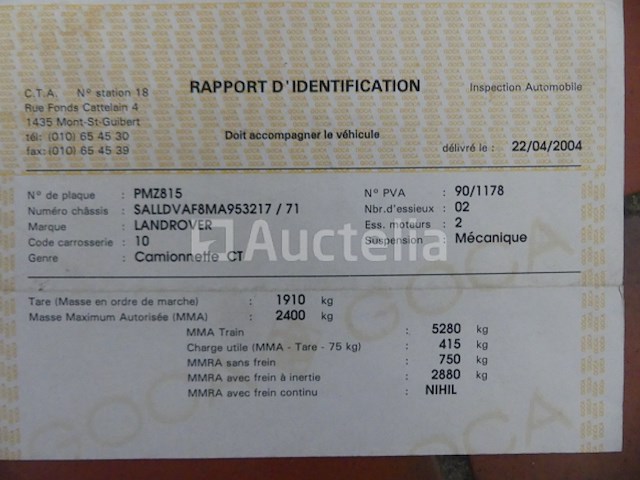 C.T.A. N° station 18
Rue Fonds Cattelain 4
1435 Mont-St-Guibert
tél: (010) 65 45 30
fax: (010) 65 45 39
RAPPORT D'IDENTIFICATION
Doit accompagner le véhicule
Inspection Automobile
délivré le : 22/04/2004
N° de plaque : PMZ815
Numéro châssis : SALLDVAF8MA953217 / 71
Marque : LANDROVER
Code carrosserie : 10
Genre : Camionnette CT
N° PVA : 90/1178
Nbr.d'essieux : 02
Ess. moteurs : 2
Suspension : Mécanique
Auctelia
Tare (Masse en ordre de marche) : 1910 kg
Masse Maximum Autorisée (MMA) : 2400 kg
MMA Train : 5280 kg
Charge utile (MMA - Tare - 75 kg) : 415 kg
MMRA sans frein : 750 kg
MMRA avec frein à inertie : 2880 kg
MMRA avec frein continu : NIHIL
GOCA
GOCA
GOCA